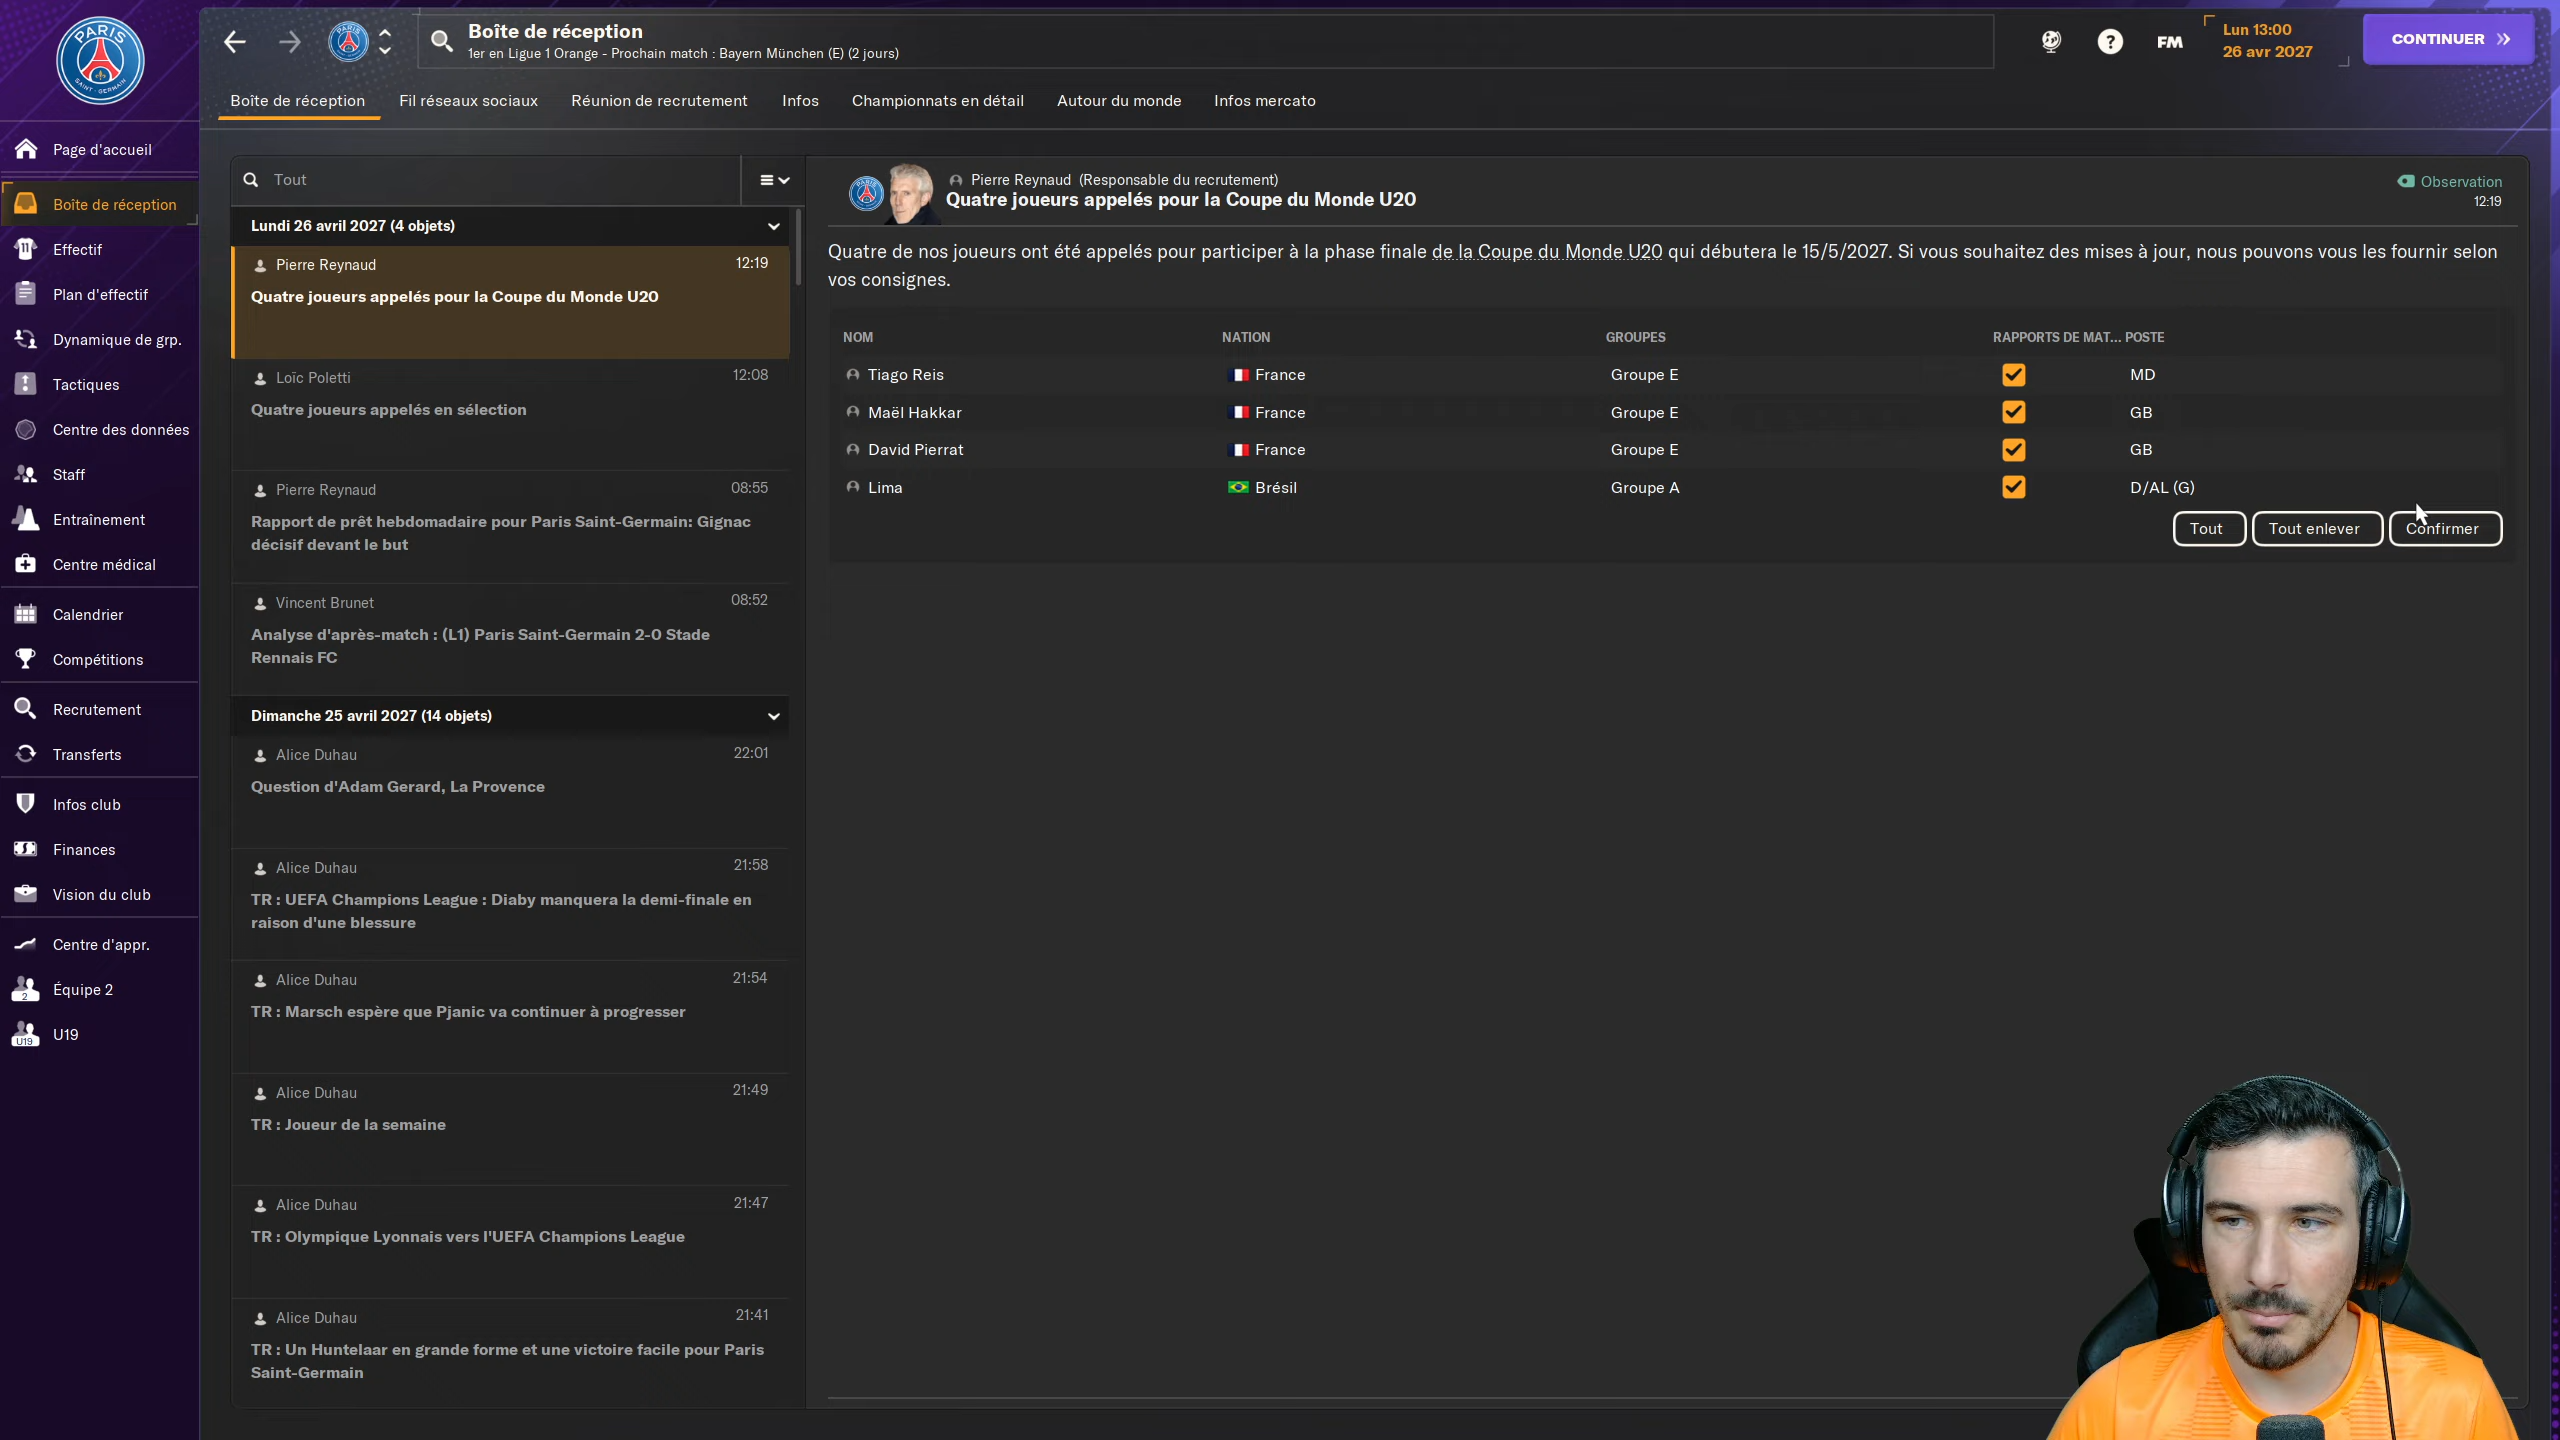 PARIS
SAINT-GERMAIN
Boîte de réception
1er en Ligue 1 Orange - Prochain match : Bayern München (E) (2 jours)
FM
Lun 13:00
26 avr 2027
CONTINUER
Boîte de réception
Fil réseaux sociaux
Réunion de recrutement
Infos
Championnats en détail
Autour du monde
Infos mercato
Page d'accueil
Boîte de réception
Effectif
Plan d'effectif
Dynamique de grp.
Tactiques
Centre des données
Staff
Entraînement
Centre médical
Calendrier
Compétitions
Recrutement
Transferts
Infos club
Finances
Vision du club
Centre d'appr.
2
Équipe 2
U19
U19
Tout
Lundi 26 avril 2027 (4 objets)
Pierre Reynaud 12:19
Quatre joueurs appelés pour la Coupe du Monde U20
Loïc Poletti 12:08
Quatre joueurs appelés en sélection
Pierre Reynaud 08:55
Rapport de prêt hebdomadaire pour Paris Saint-Germain: Gignac
décisif devant le but
Vincent Brunet 08:52
Analyse d'après-match : (L1) Paris Saint-Germain 2-0 Stade
Rennais FC
Dimanche 25 avril 2027 (14 objets)
Alice Duhau 22:01
Question d'Adam Gerard, La Provence
Alice Duhau 21:58
TR : UEFA Champions League : Diaby manquera la demi-finale en
raison d'une blessure
Alice Duhau 21:54
TR : Marsch espère que Pjanic va continuer à progresser
Alice Duhau 21:49
TR : Joueur de la semaine
Alice Duhau 21:47
TR : Olympique Lyonnais vers l'UEFA Champions League
Alice Duhau 21:41
TR : Un Huntelaar en grande forme et une victoire facile pour Paris
Saint-Germain
Pierre Reynaud (Responsable du recrutement)
Quatre joueurs appelés pour la Coupe du Monde U20
Observation
12:19
Quatre de nos joueurs ont été appelés pour participer à la phase finale de la Coupe du Monde U20 qui débutera le 15/5/2027. Si vous souhaitez des mises à jour, nous pouvons vous les fournir selon
vos consignes.
NOM NATION GROUPES RAPPORTS DE MAT... POSTE
Tiago Reis France Groupe E MD
Maël Hakkar France Groupe E GB
David Pierrat France Groupe E GB
Lima Brésil Groupe A D/AL (G)
Tout Tout enlever Confirmer